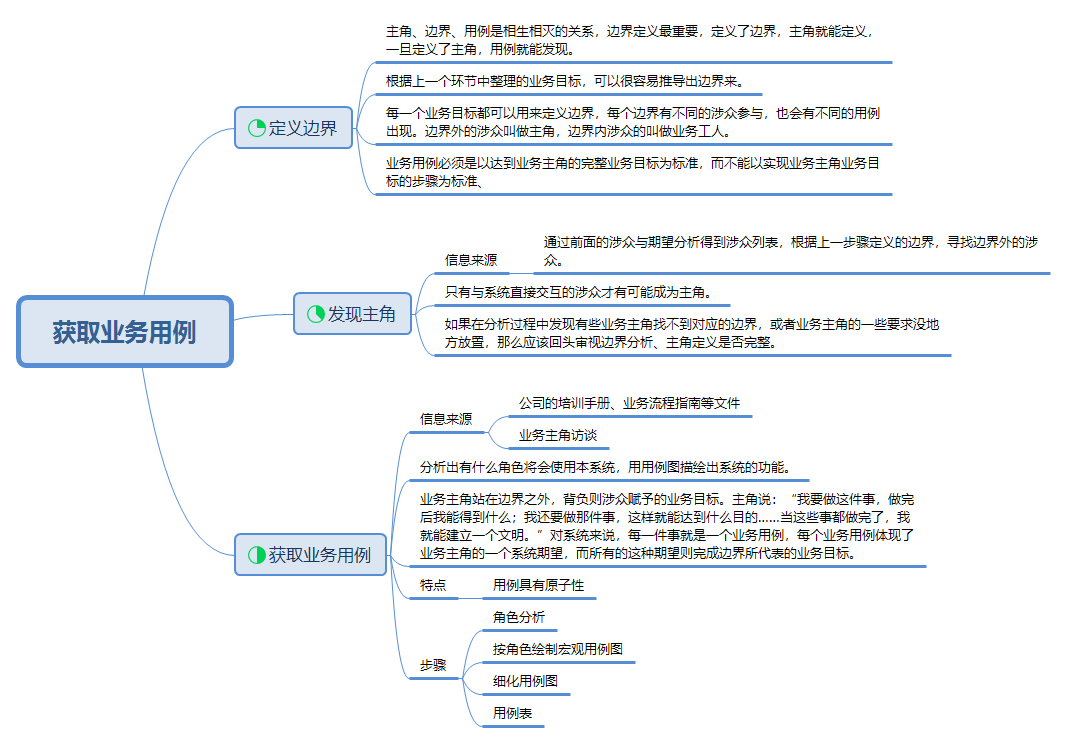 获取业务用例
定义边界
主角、边界、用例是相生相灭的关系，边界定义最重要，定义了边界，主角就能定义，
一旦定义了主角，用例就能发现。
根据上一个环节中整理的业务目标，可以很容易推导出边界来。
每一个业务目标都可以用来定义边界，每个边界有不同的涉众参与，也会有不同的用例
出现。边界外的涉众叫做主角，边界内涉众的叫做业务工人。
业务用例必须是以达到业务主角的完整业务目标为标准，而不能以实现业务主角业务目
标的步骤为标准、
发现主角
信息来源
通过前面的涉众与期望分析得到涉众列表，根据上一步骤定义的边界，寻找边界外的涉
众。
只有与系统直接交互的涉众才有可能成为主角。
如果在分析过程中发现有些业务主角找不到对应的边界，或者业务主角的一些要求没地
方放置，那么应该回头审视边界分析、主角定义是否完整。
获取业务用例
信息来源
公司的培训手册、业务流程指南等文件
业务主角访谈
分析出有什么角色将会使用本系统，用用例图描绘出系统的功能。
业务主角站在边界之外，背负则涉众赋予的业务目标。主角说：“我要做这件事，做完
后我能得到什么；我还要做那件事，这样就能达到什么目的……当这些事都做完了，我
就能建立一个文明。”对系统来说，每一件事就是一个业务用例，每个业务用例体现了
业务主角的一个系统期望，而所有的这种期望则完成边界所代表的业务目标。
特点
用例具有原子性
步骤
角色分析
按角色绘制宏观用例图
细化用例图
用例表